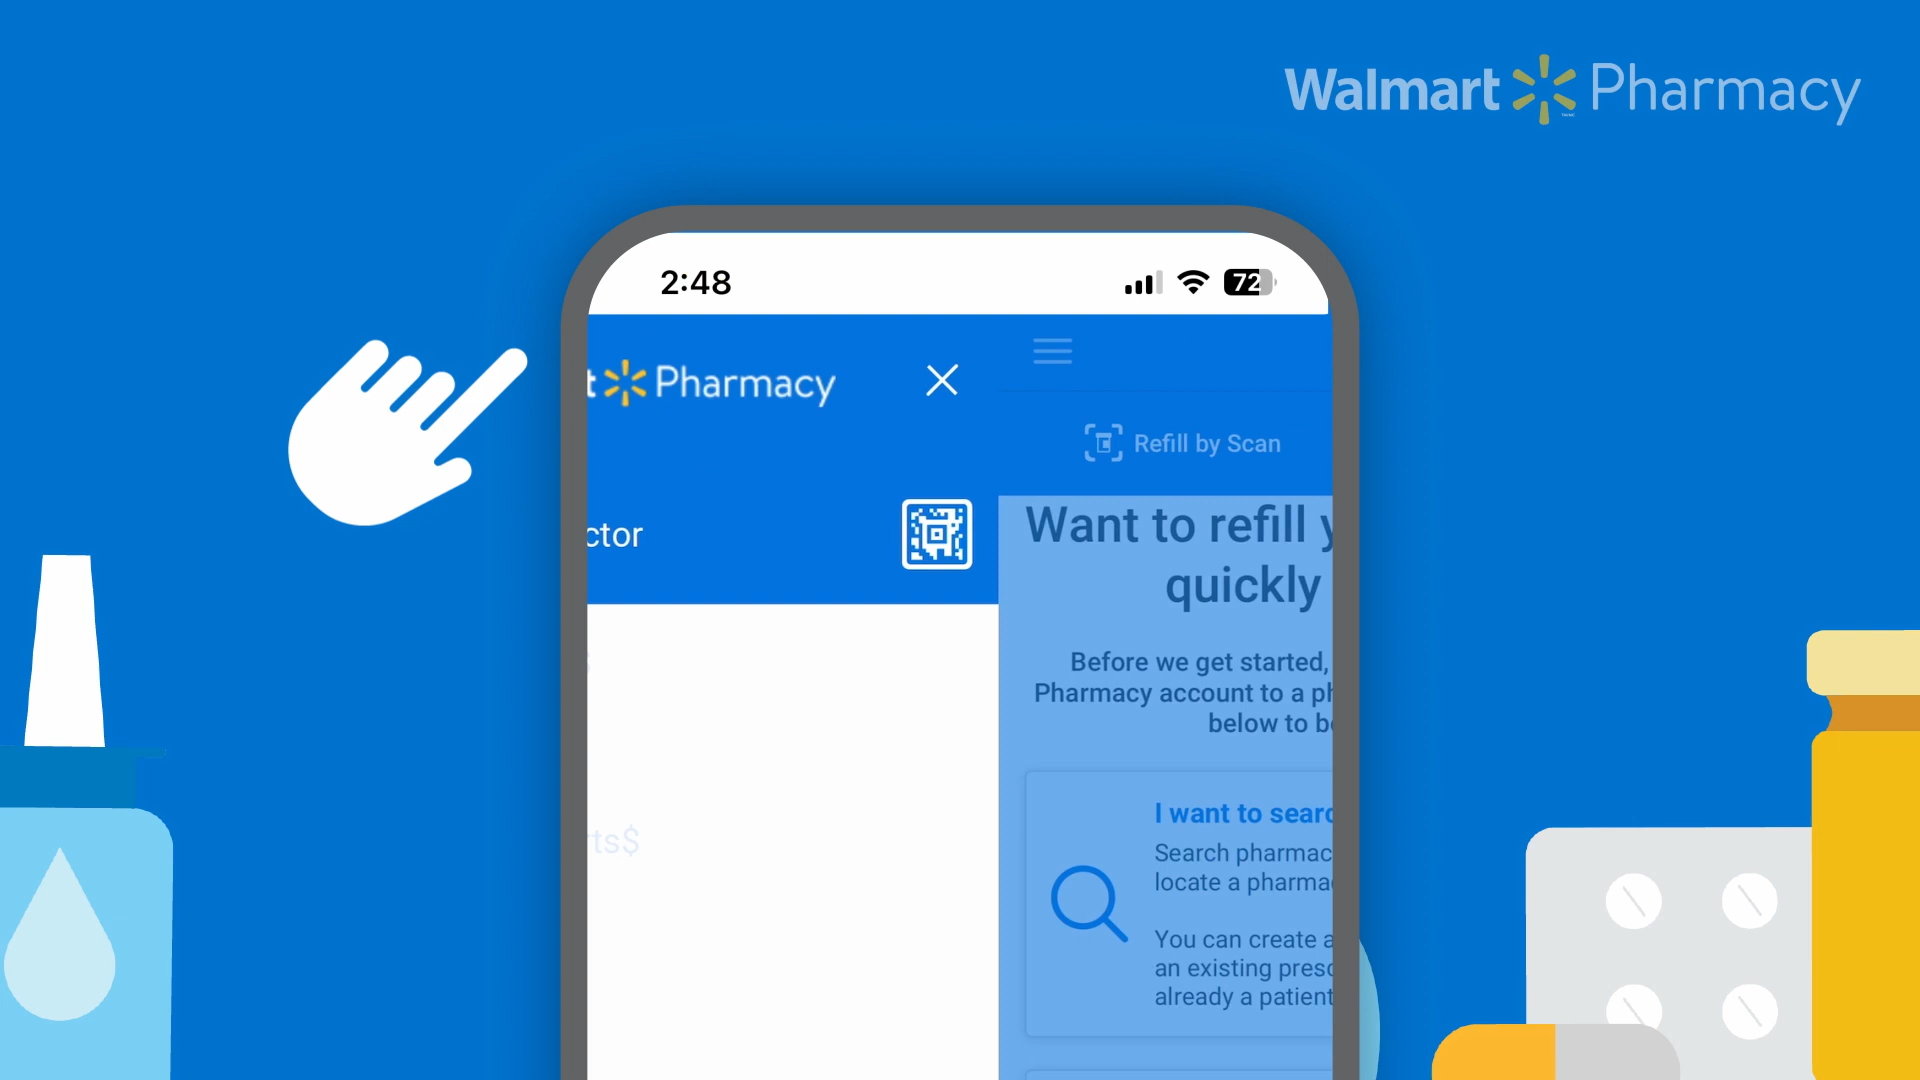 Walmart Pharmacy
2:48
72
t Pharmacy
Refill by Scan
ctor
Want to refill y
quickly
Before we get started,
Pharmacy account to a ph
below to be
rts$
I want to searc
Search pharmac
locate a pharma
You can create a
an existing presc
already a patient